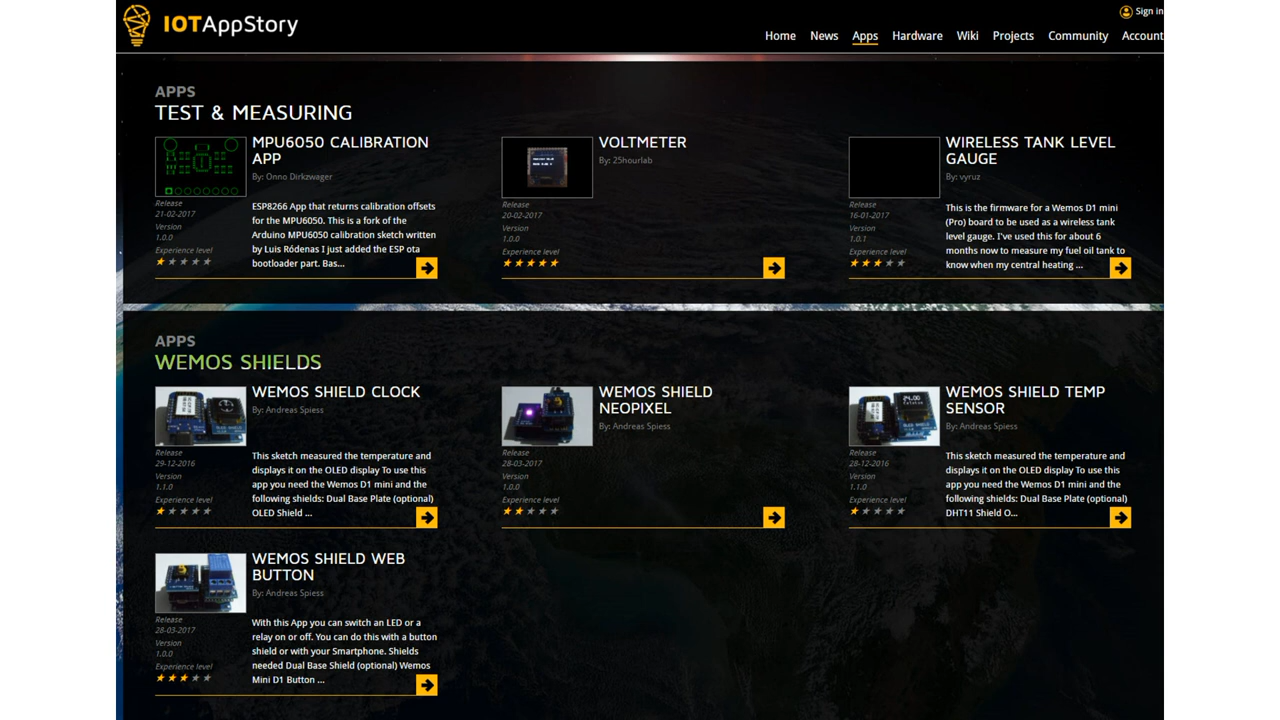 IOTAppStory
Sign in
Home News Apps Hardware Wiki Projects Community Account
APPS
TEST & MEASURING
MPU6050 CALIBRATION
APP
By: Onno Dirkzwager
Release
21-02-2017
Version
1.0.0
Experience level
ESP8266 App that returns calibration offsets
for the MPU6050. This is a fork of the
Arduino MPU6050 calibration sketch written
by Luis Ródenas I just added the ESP ota
bootloader part. Bas...
VOLTMETER
By: 25hourlab
Release
20-02-2017
Version
1.0.0
Experience level
WIRELESS TANK LEVEL
GAUGE
By: vyruz
Release
16-01-2017
Version
1.0.1
Experience level
This is the firmware for a Wemos D1 mini
(Pro) board to be used as a wireless tank
level gauge. I've used this for about 6
months now to measure my fuel oil tank to
know when my central heating ...
APPS
WEMOS SHIELDS
WEMOS SHIELD CLOCK
By: Andreas Spiess
Release
29-12-2016
Version
1.1.0
Experience level
This sketch measured the temperature and
displays it on the OLED display To use this
app you need the Wemos D1 mini and the
following shields: Dual Base Plate (optional)
OLED Shield ...
WEMOS SHIELD
NEOPIXEL
By: Andreas Spiess
Release
28-03-2017
Version
1.0.0
Experience level
WEMOS SHIELD TEMP
SENSOR
By: Andreas Spiess
24.00
Release
28-12-2016
Version
1.1.0
Experience level
This sketch measured the temperature and
displays it on the OLED display To use this
app you need the Wemos D1 mini and the
following shields: Dual Base Plate (optional)
DHT11 Shield O...
WEMOS SHIELD WEB
BUTTON
By: Andreas Spiess
Release
28-03-2017
Version
1.0.0
Experience level
With this App you can switch an LED or a
relay on or off. You can do this with a button
shield or with your Smartphone. Shields
needed Dual Base Shield (optional) Wemos
Mini D1 Button ...